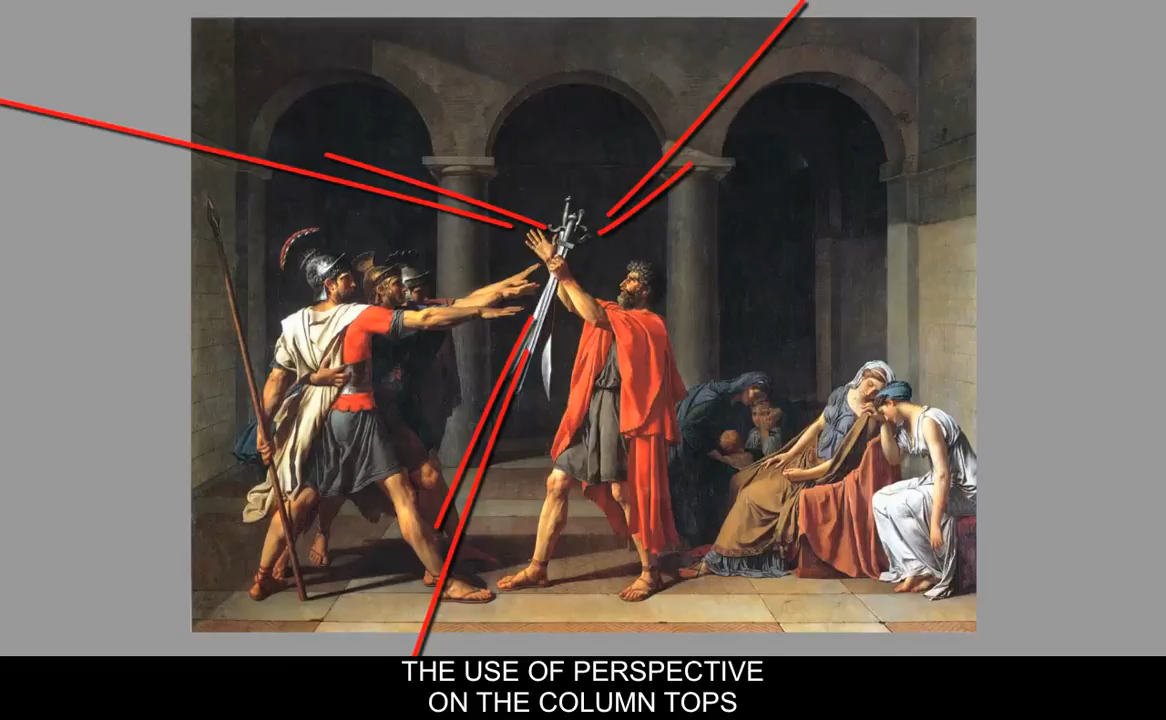 THE USE OF PERSPECTIVE
ON THE COLUMN TOPS